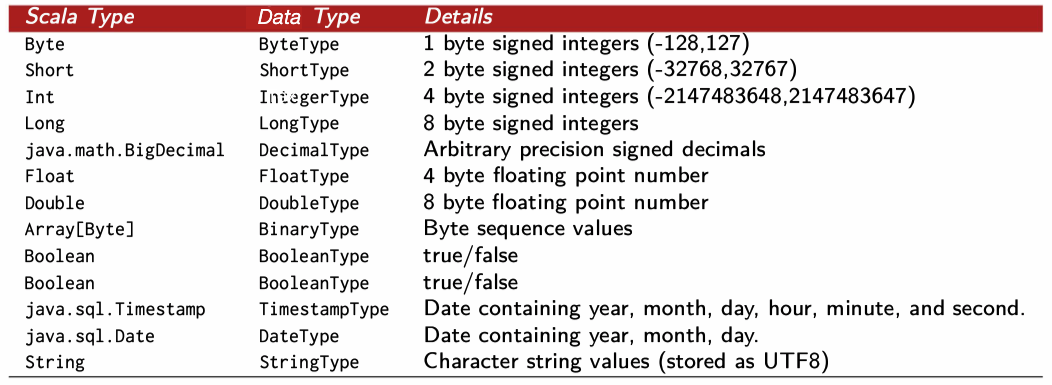 Scala Type Data Type Details
Byte ByteType 1 byte signed integers (-128,127)
Short ShortType 2 byte signed integers (-32768,32767)
Int IntegerType 4 byte signed integers (-2147483648,2147483647)
Long LongType 8 byte signed integers
java.math.BigDecimal DecimalType Arbitrary precision signed decimals
Float FloatType 4 byte floating point number
Double DoubleType 8 byte floating point number
Array[Byte] BinaryType Byte sequence values
Boolean BooleanType true/false
Boolean BooleanType true/false
java.sql.Timestamp TimestampType Date containing year, month, day, hour, minute, and second.
java.sql.Date DateType Date containing year, month, day.
String StringType Character string values (stored as UTF8)